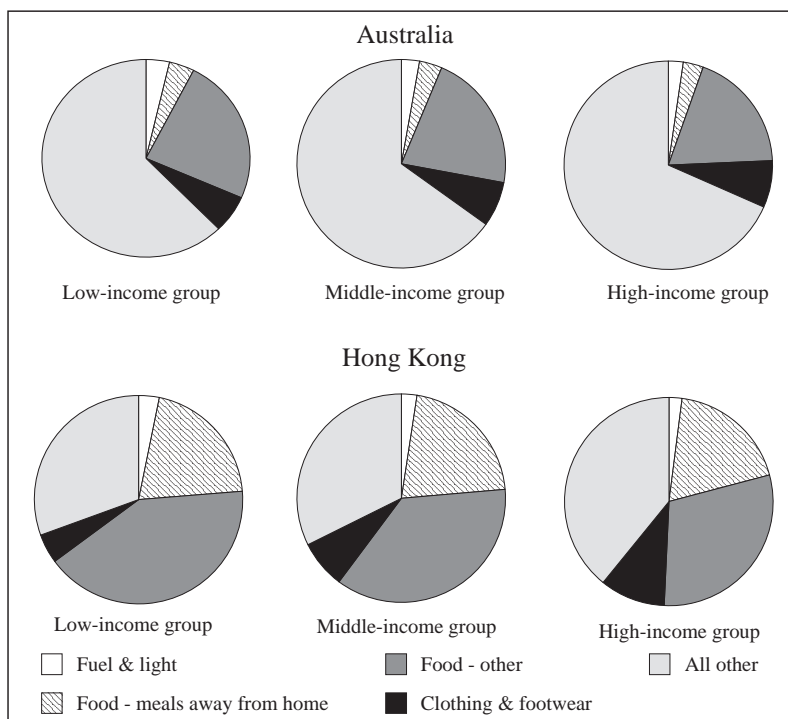 Australia
Low-income group Middle-income group High-income group
Hong Kong
Low-income group Middle-income group High-income group
Fuel & light Food - other All other
Food - meals away from home Clothing & footwear